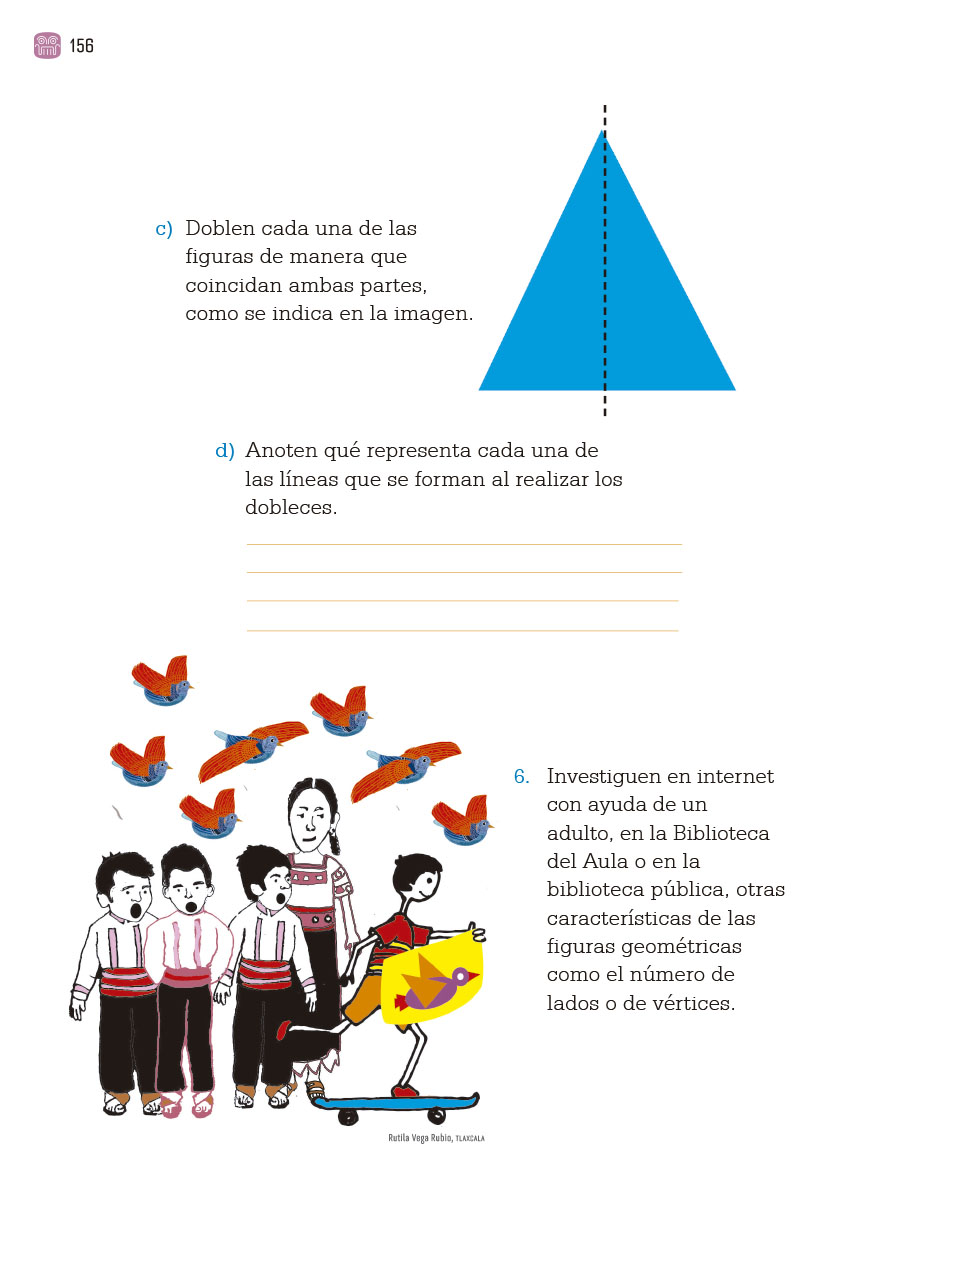 156
c) Doblen cada una de las
figuras de manera que
coincidan ambas partes,
como se indica en la imagen.
d) Anoten qué representa cada una de
las líneas que se forman al realizar los
dobleces.
6. Investiguen en internet
con ayuda de un
adulto, en la Biblioteca
del Aula o en la
biblioteca pública, otras
características de las
figuras geométricas
como el número de
lados o de vértices.
Rutila Vega Rubio, TLAXCALA